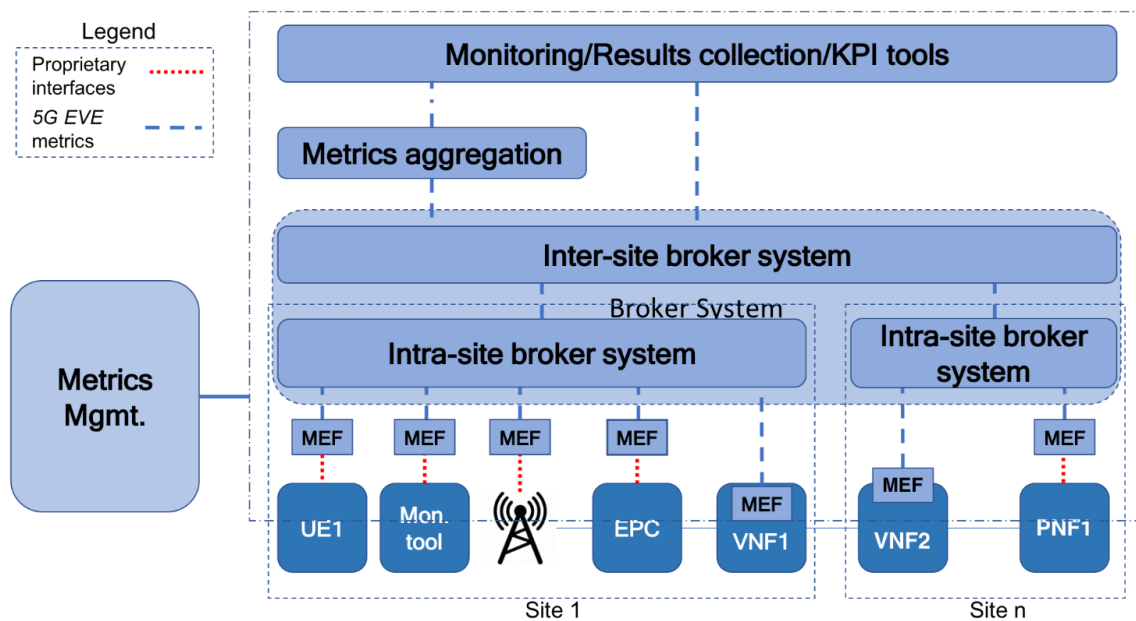 Legend
Proprietary
interfaces
5G EVE
metrics
Monitoring/Results collection/KPI tools
Metrics aggregation
Inter-site broker system
Broker System
Intra-site broker system
Intra-site broker
system
Metrics
Mgmt.
MEF
MEF
MEF
MEF
MEF
MEF
MEF
UE1
Mon.
tool
EPC
VNF1
VNF2
PNF1
Site 1
Site n